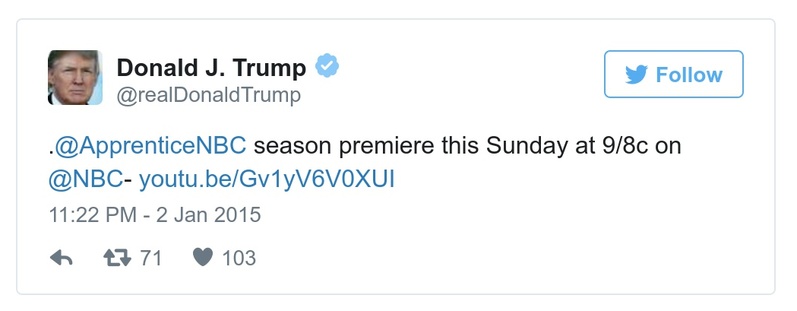 Donald J. Trump
@realDonaldTrump
Follow
.@ApprenticeNBC season premiere this Sunday at 9/8c on
@NBC- youtu.be/Gv1yV6V0XUI
11:22 PM - 2 Jan 2015
71 103